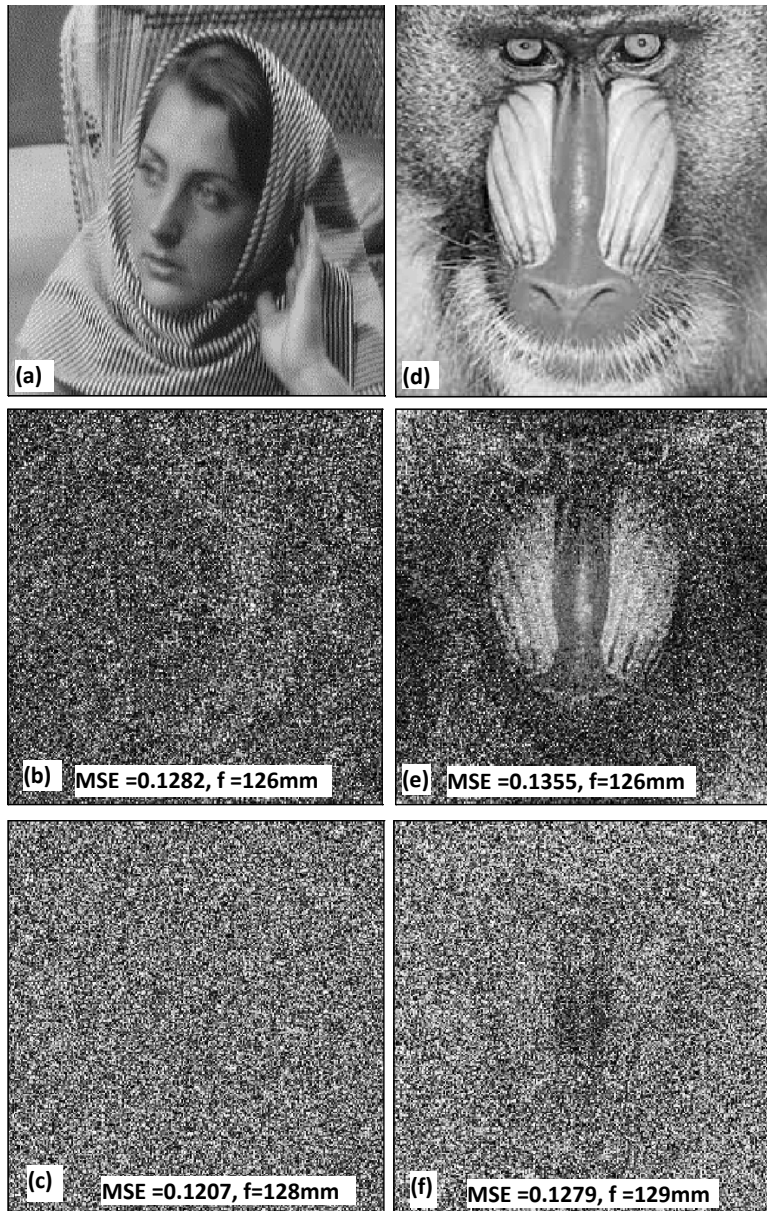 (a)
(d)
(b) MSE =0.1282, f =126mm
(e) MSE =0.1355, f=126mm
(c) MSE =0.1207, f=128mm
(f) MSE =0.1279, f =129mm